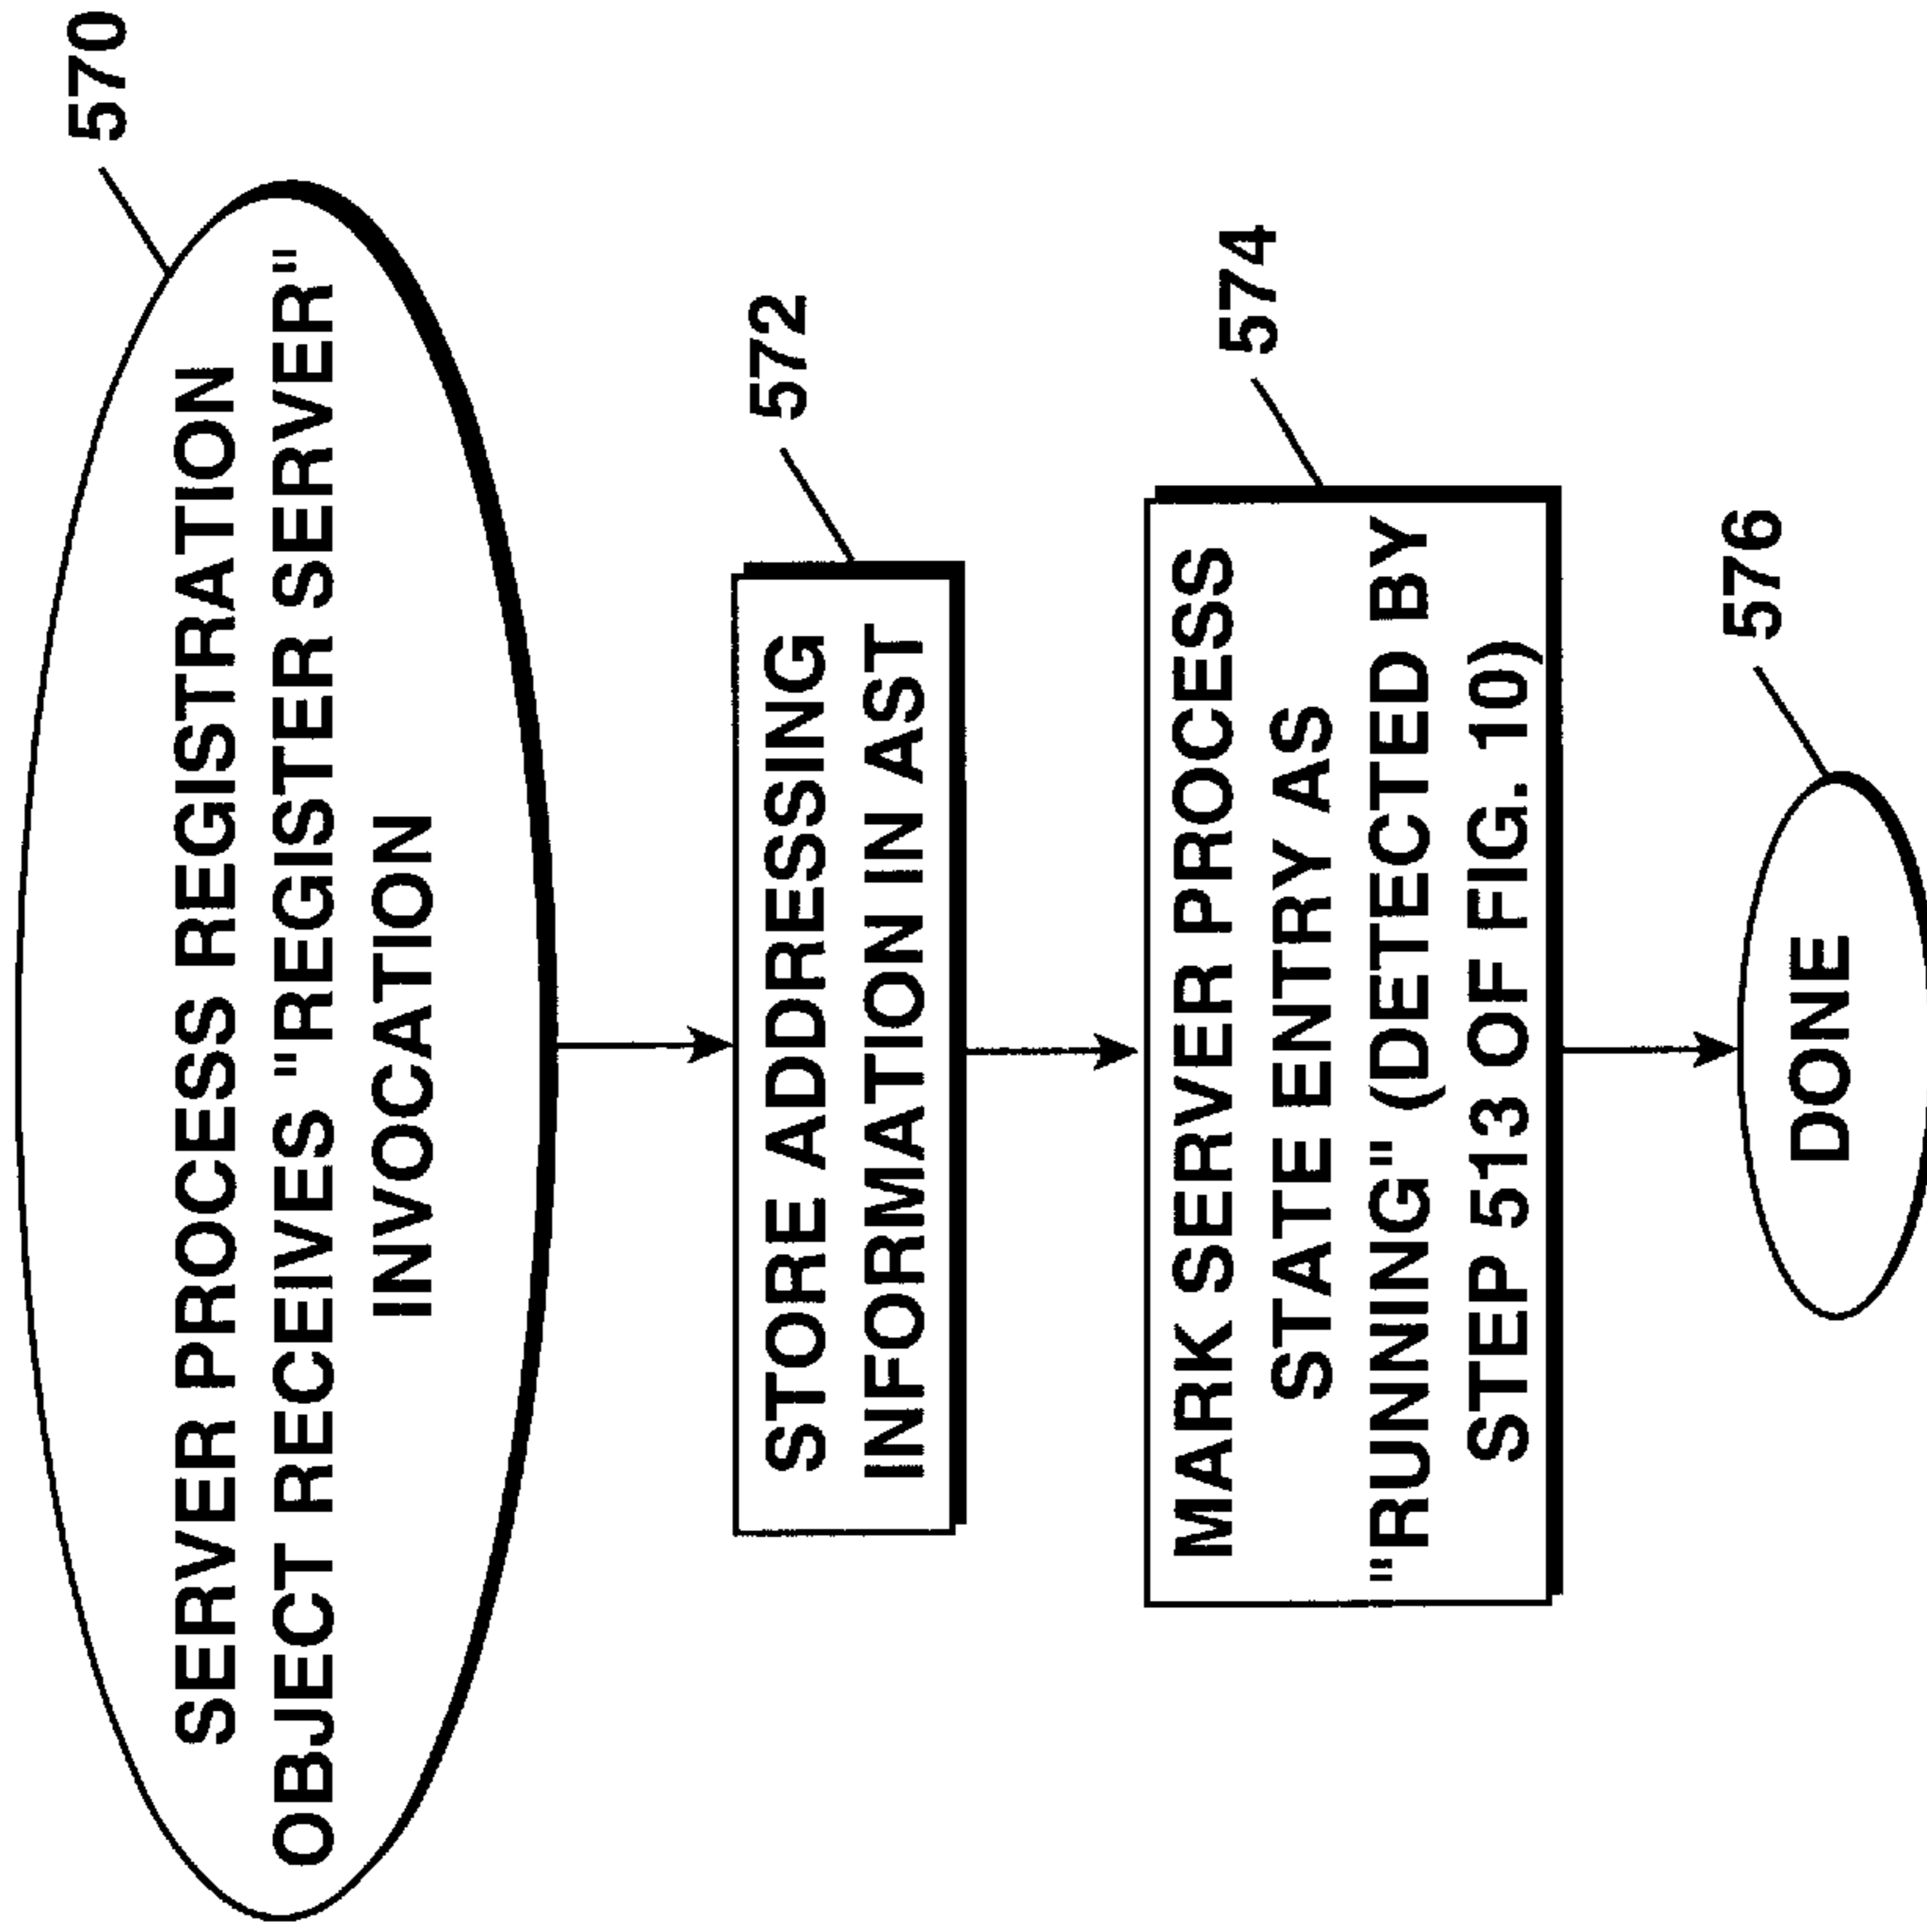 570
SERVER PROCESS REGISTRATION
OBJECT RECEIVES "REGISTER SERVER"
INVOCATION
572
STORE ADDRESSING
INFORMATION IN AST
574
MARK SERVER PROCESS
STATE ENTRY AS
"RUNNING" (DETECTED BY
STEP 513 OF FIG. 10)
576
DONE